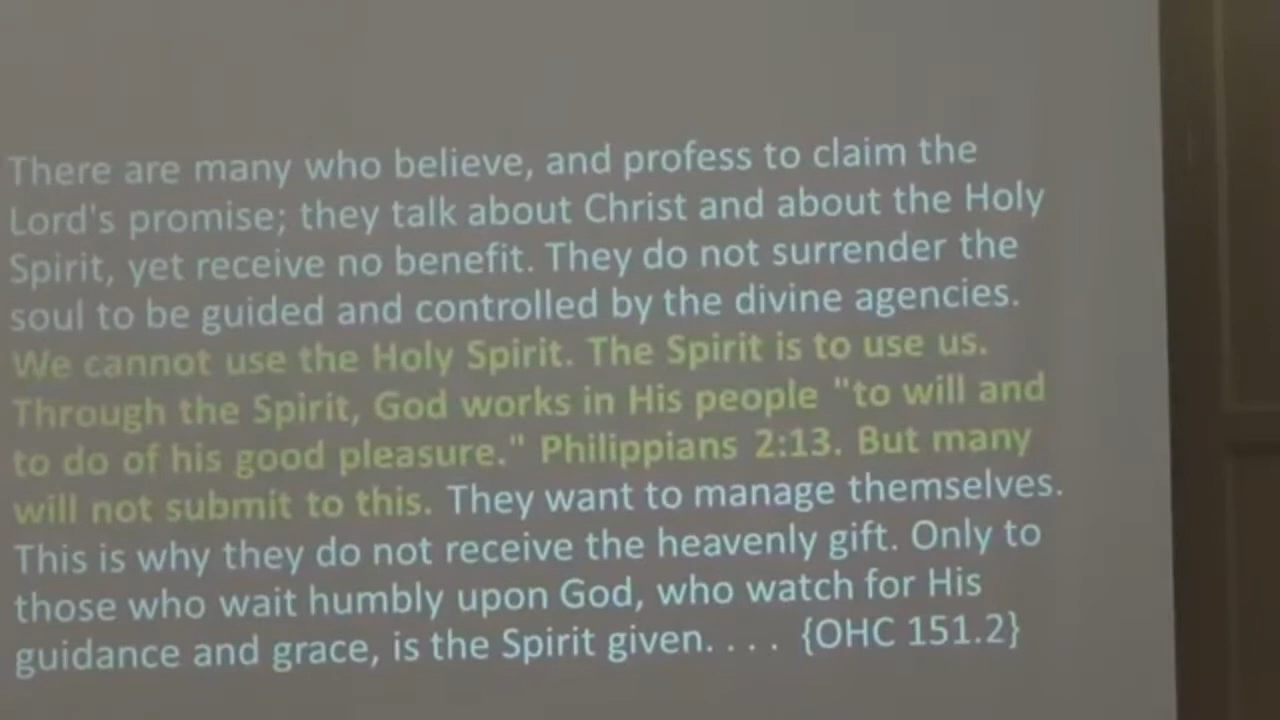 There are many who believe, and profess to claim the
Lord's promise; they talk about Christ and about the Holy
Spirit, yet receive no benefit. They do not surrender the
soul to be guided and controlled by the divine agencies.
We cannot use the Holy Spirit. The Spirit is to use us.
Through the Spirit, God works in His people "to will and
to do of his good pleasure." Philippians 2:13. But many
will not submit to this. They want to manage themselves.
This is why they do not receive the heavenly gift. Only to
those who wait humbly upon God, who watch for His
guidance and grace, is the Spirit given. . . . {OHC 151.2}